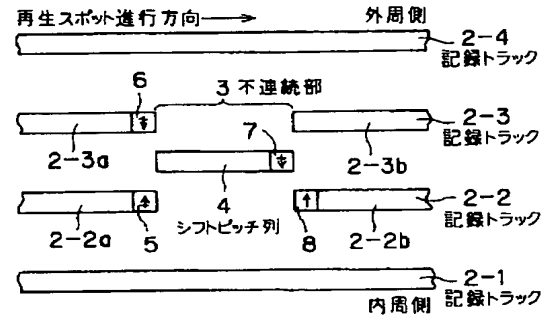 再生スポット進行方向 外周側
2-4
記録トラック
6
3 不連続部
2-3
記録トラック
2-3a
7
2-3b
4
シフトピッチ列
2-2
記録トラック
2-2a
5
8
2-2b
2-1
記録トラック
内周側